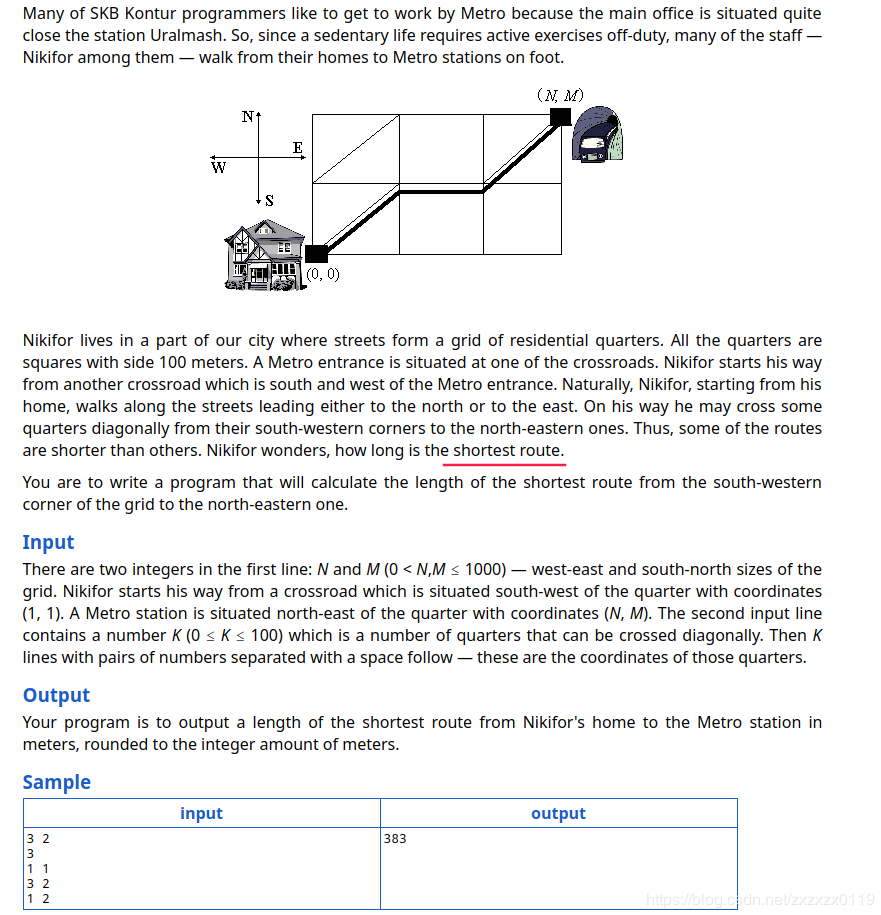 Many of SKB Kontur programmers like to get to work by Metro because the main office is situated quite
close the station Uralmash. So, since a sedentary life requires active exercises off-duty, many of the staff —
Nikifor among them — walk from their homes to Metro stations on foot.
(N, M)
N
E
W
S
(0, 0)
Nikifor lives in a part of our city where streets form a grid of residential quarters. All the quarters are
squares with side 100 meters. A Metro entrance is situated at one of the crossroads. Nikifor starts his way
from another crossroad which is south and west of the Metro entrance. Naturally, Nikifor, starting from his
home, walks along the streets leading either to the north or to the east. On his way he may cross some
quarters diagonally from their south-western corners to the north-eastern ones. Thus, some of the routes
are shorter than others. Nikifor wonders, how long is the shortest route.
You are to write a program that will calculate the length of the shortest route from the south-western
corner of the grid to the north-eastern one.
Input
There are two integers in the first line: N and M (0 < N,M ≤ 1000) — west-east and south-north sizes of the
grid. Nikifor starts his way from a crossroad which is situated south-west of the quarter with coordinates
(1, 1). A Metro station is situated north-east of the quarter with coordinates (N, M). The second input line
contains a number K (0 ≤ K ≤ 100) which is a number of quarters that can be crossed diagonally. Then K
lines with pairs of numbers separated with a space follow — these are the coordinates of those quarters.
Output
Your program is to output a length of the shortest route from Nikifor's home to the Metro station in
meters, rounded to the integer amount of meters.
Sample
input output
3 2 383
3
1 1
3 2
1 2
https://blog.csdn.net/zxzxzx0119